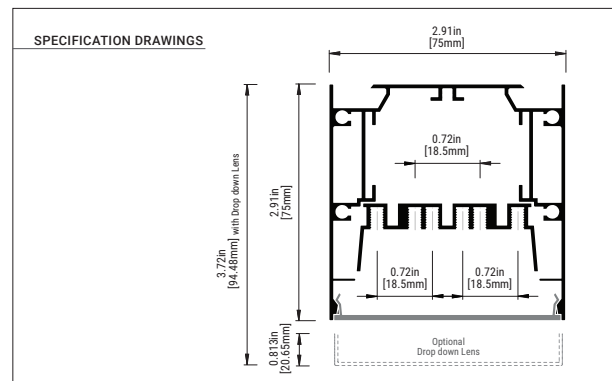 SPECIFICATION DRAWINGS
2.91in
[75mm]
0.72in
[18.5mm]
3.72in
[94.48mm] with Drop down Lens
2.91in
[75mm]
0.72in
[18.5mm]
0.72in
[18.5mm]
0.813in
[20.65mm]
Optional
Drop down Lens